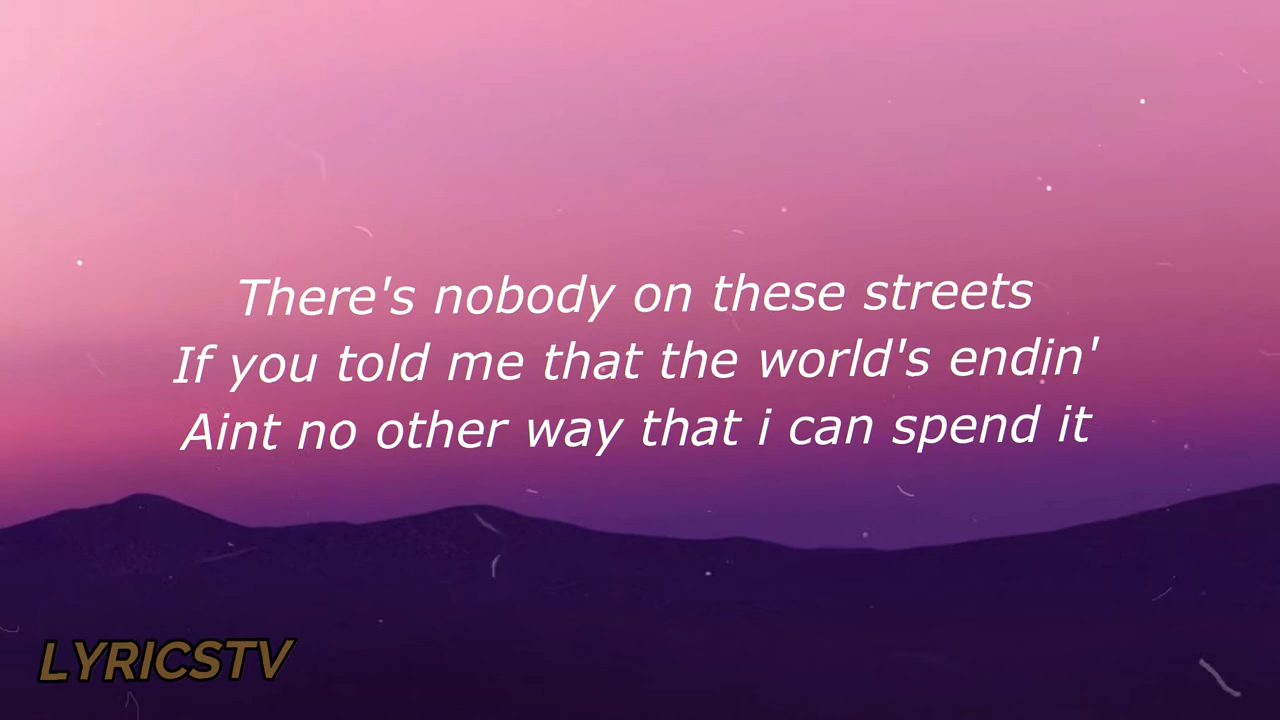 There's nobody on these streets
If you told me that the world's endin'
Aint no other way that i can spend it
LYRICSTV